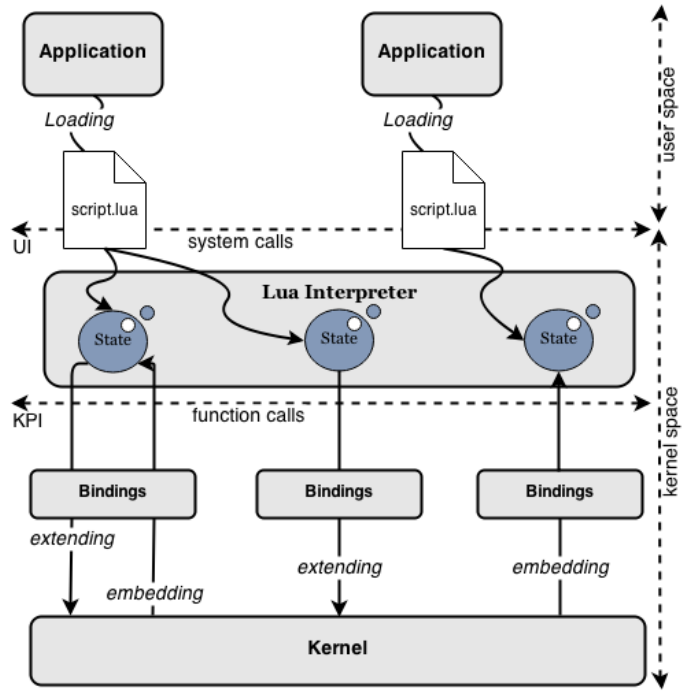 Application
Application
Loading
Loading
user space
script.lua
script.lua
UI
system calls
Lua Interpreter
State
State
State
KPI
function calls
kernel space
Bindings
Bindings
Bindings
extending
extending
embedding
embedding
Kernel